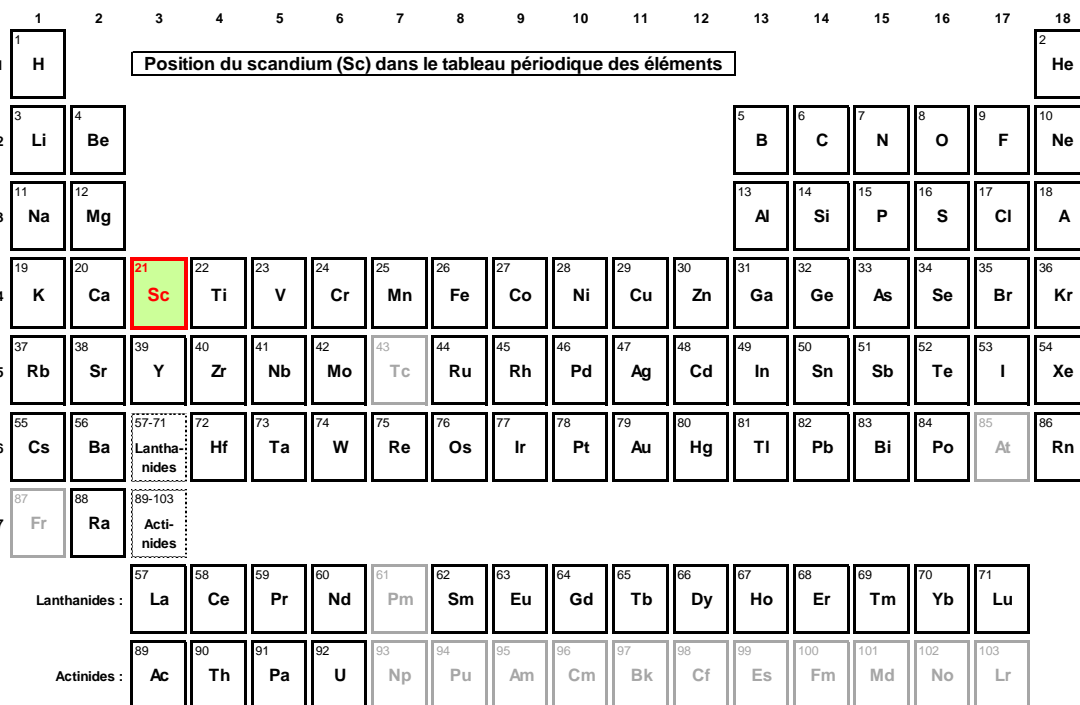 1 2 3 4 5 6 7 8 9 10 11 12 13 14 15 16 17 18
Position du scandium (Sc) dans le tableau périodique des éléments
1 2
1 H He
3 4 5 6 7 8 9 10
2 Li Be B C N O F Ne
11 12 13 14 15 16 17 18
3 Na Mg Al Si P S Cl A
19 20 21 22 23 24 25 26 27 28 29 30 31 32 33 34 35 36
4 K Ca Sc Ti V Cr Mn Fe Co Ni Cu Zn Ga Ge As Se Br Kr
37 38 39 40 41 42 43 44 45 46 47 48 49 50 51 52 53 54
5 Rb Sr Y Zr Nb Mo Tc Ru Rh Pd Ag Cd In Sn Sb Te I Xe
55 56 57-71 72 73 74 75 76 77 78 79 80 81 82 83 84 85 86
6 Cs Ba Lantha- Hf Ta W Re Os Ir Pt Au Hg Tl Pb Bi Po At Rn
nides
87 88 89-103
7 Fr Ra Acti-
nides
57 58 59 60 61 62 63 64 65 66 67 68 69 70 71
Lanthanides : La Ce Pr Nd Pm Sm Eu Gd Tb Dy Ho Er Tm Yb Lu
89 90 91 92 93 94 95 96 97 98 99 100 101 102 103
Actinides : Ac Th Pa U Np Pu Am Cm Bk Cf Es Fm Md No Lr